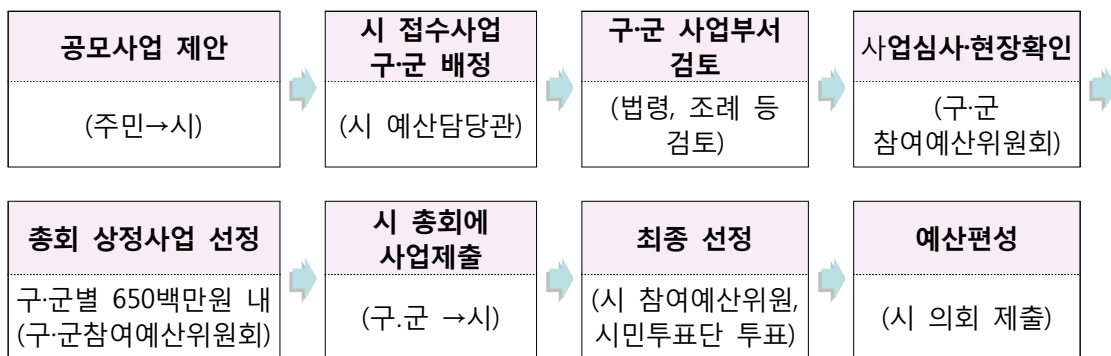 공모사업 제안
(주민→시)
시 접수사업
구·군 배정
(시 예산담당관)
구·군 사업부서
검토
(법령, 조례 등
검토)
사업심사·현장확인
(구·군
참여예산위원회)
총회 상정사업 선정
구·군별 650백만원 내
(구·군참여예산위원회)
시 총회에
사업제출
(구.군 →시)
최종 선정
(시 참여예산위원,
시민투표단 투표)
예산편성
(시 의회 제출)